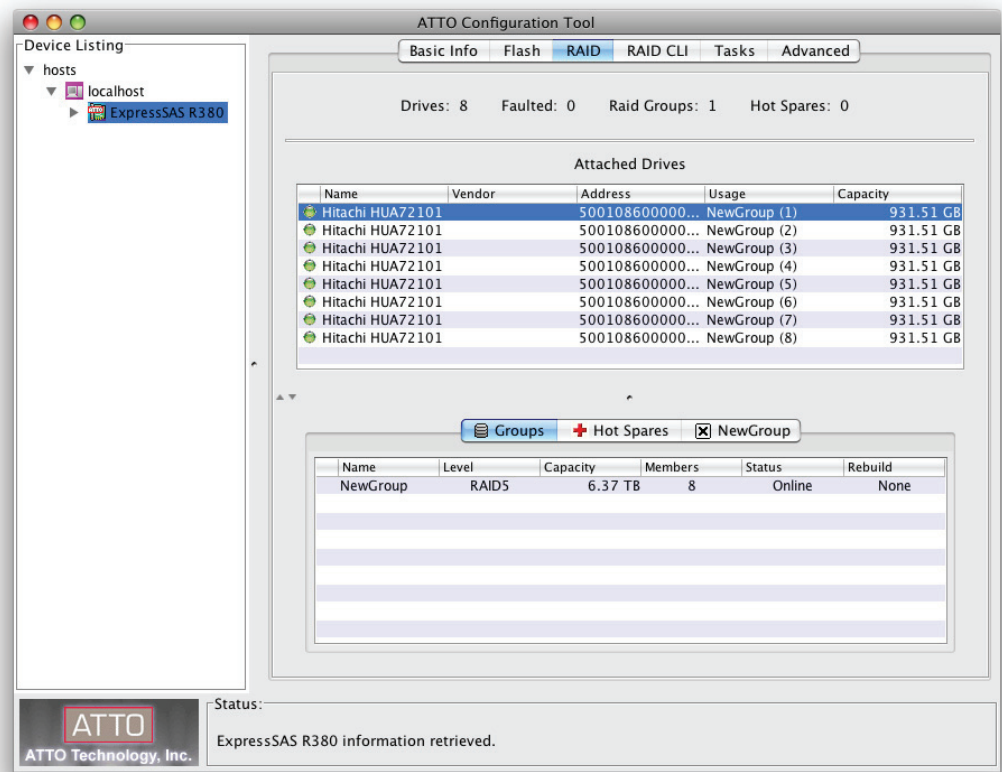 ATTO Configuration Tool
Device Listing
hosts
localhost
ExpressSAS R380
Basic Info Flash RAID RAID CLI Tasks Advanced
Drives: 8 Faulted: 0 Raid Groups: 1 Hot Spares: 0
Attached Drives
Name Vendor Address Usage Capacity
Hitachi HUA72101 500108600000... NewGroup (1) 931.51 GB
Hitachi HUA72101 500108600000... NewGroup (2) 931.51 GB
Hitachi HUA72101 500108600000... NewGroup (3) 931.51 GB
Hitachi HUA72101 500108600000... NewGroup (4) 931.51 GB
Hitachi HUA72101 500108600000... NewGroup (5) 931.51 GB
Hitachi HUA72101 500108600000... NewGroup (6) 931.51 GB
Hitachi HUA72101 500108600000... NewGroup (7) 931.51 GB
Hitachi HUA72101 500108600000... NewGroup (8) 931.51 GB
Groups Hot Spares NewGroup
Name Level Capacity Members Status Rebuild
NewGroup RAID5 6.37 TB 8 Online None
ATTO
ATTO Technology, Inc.
Status:
ExpressSAS R380 information retrieved.